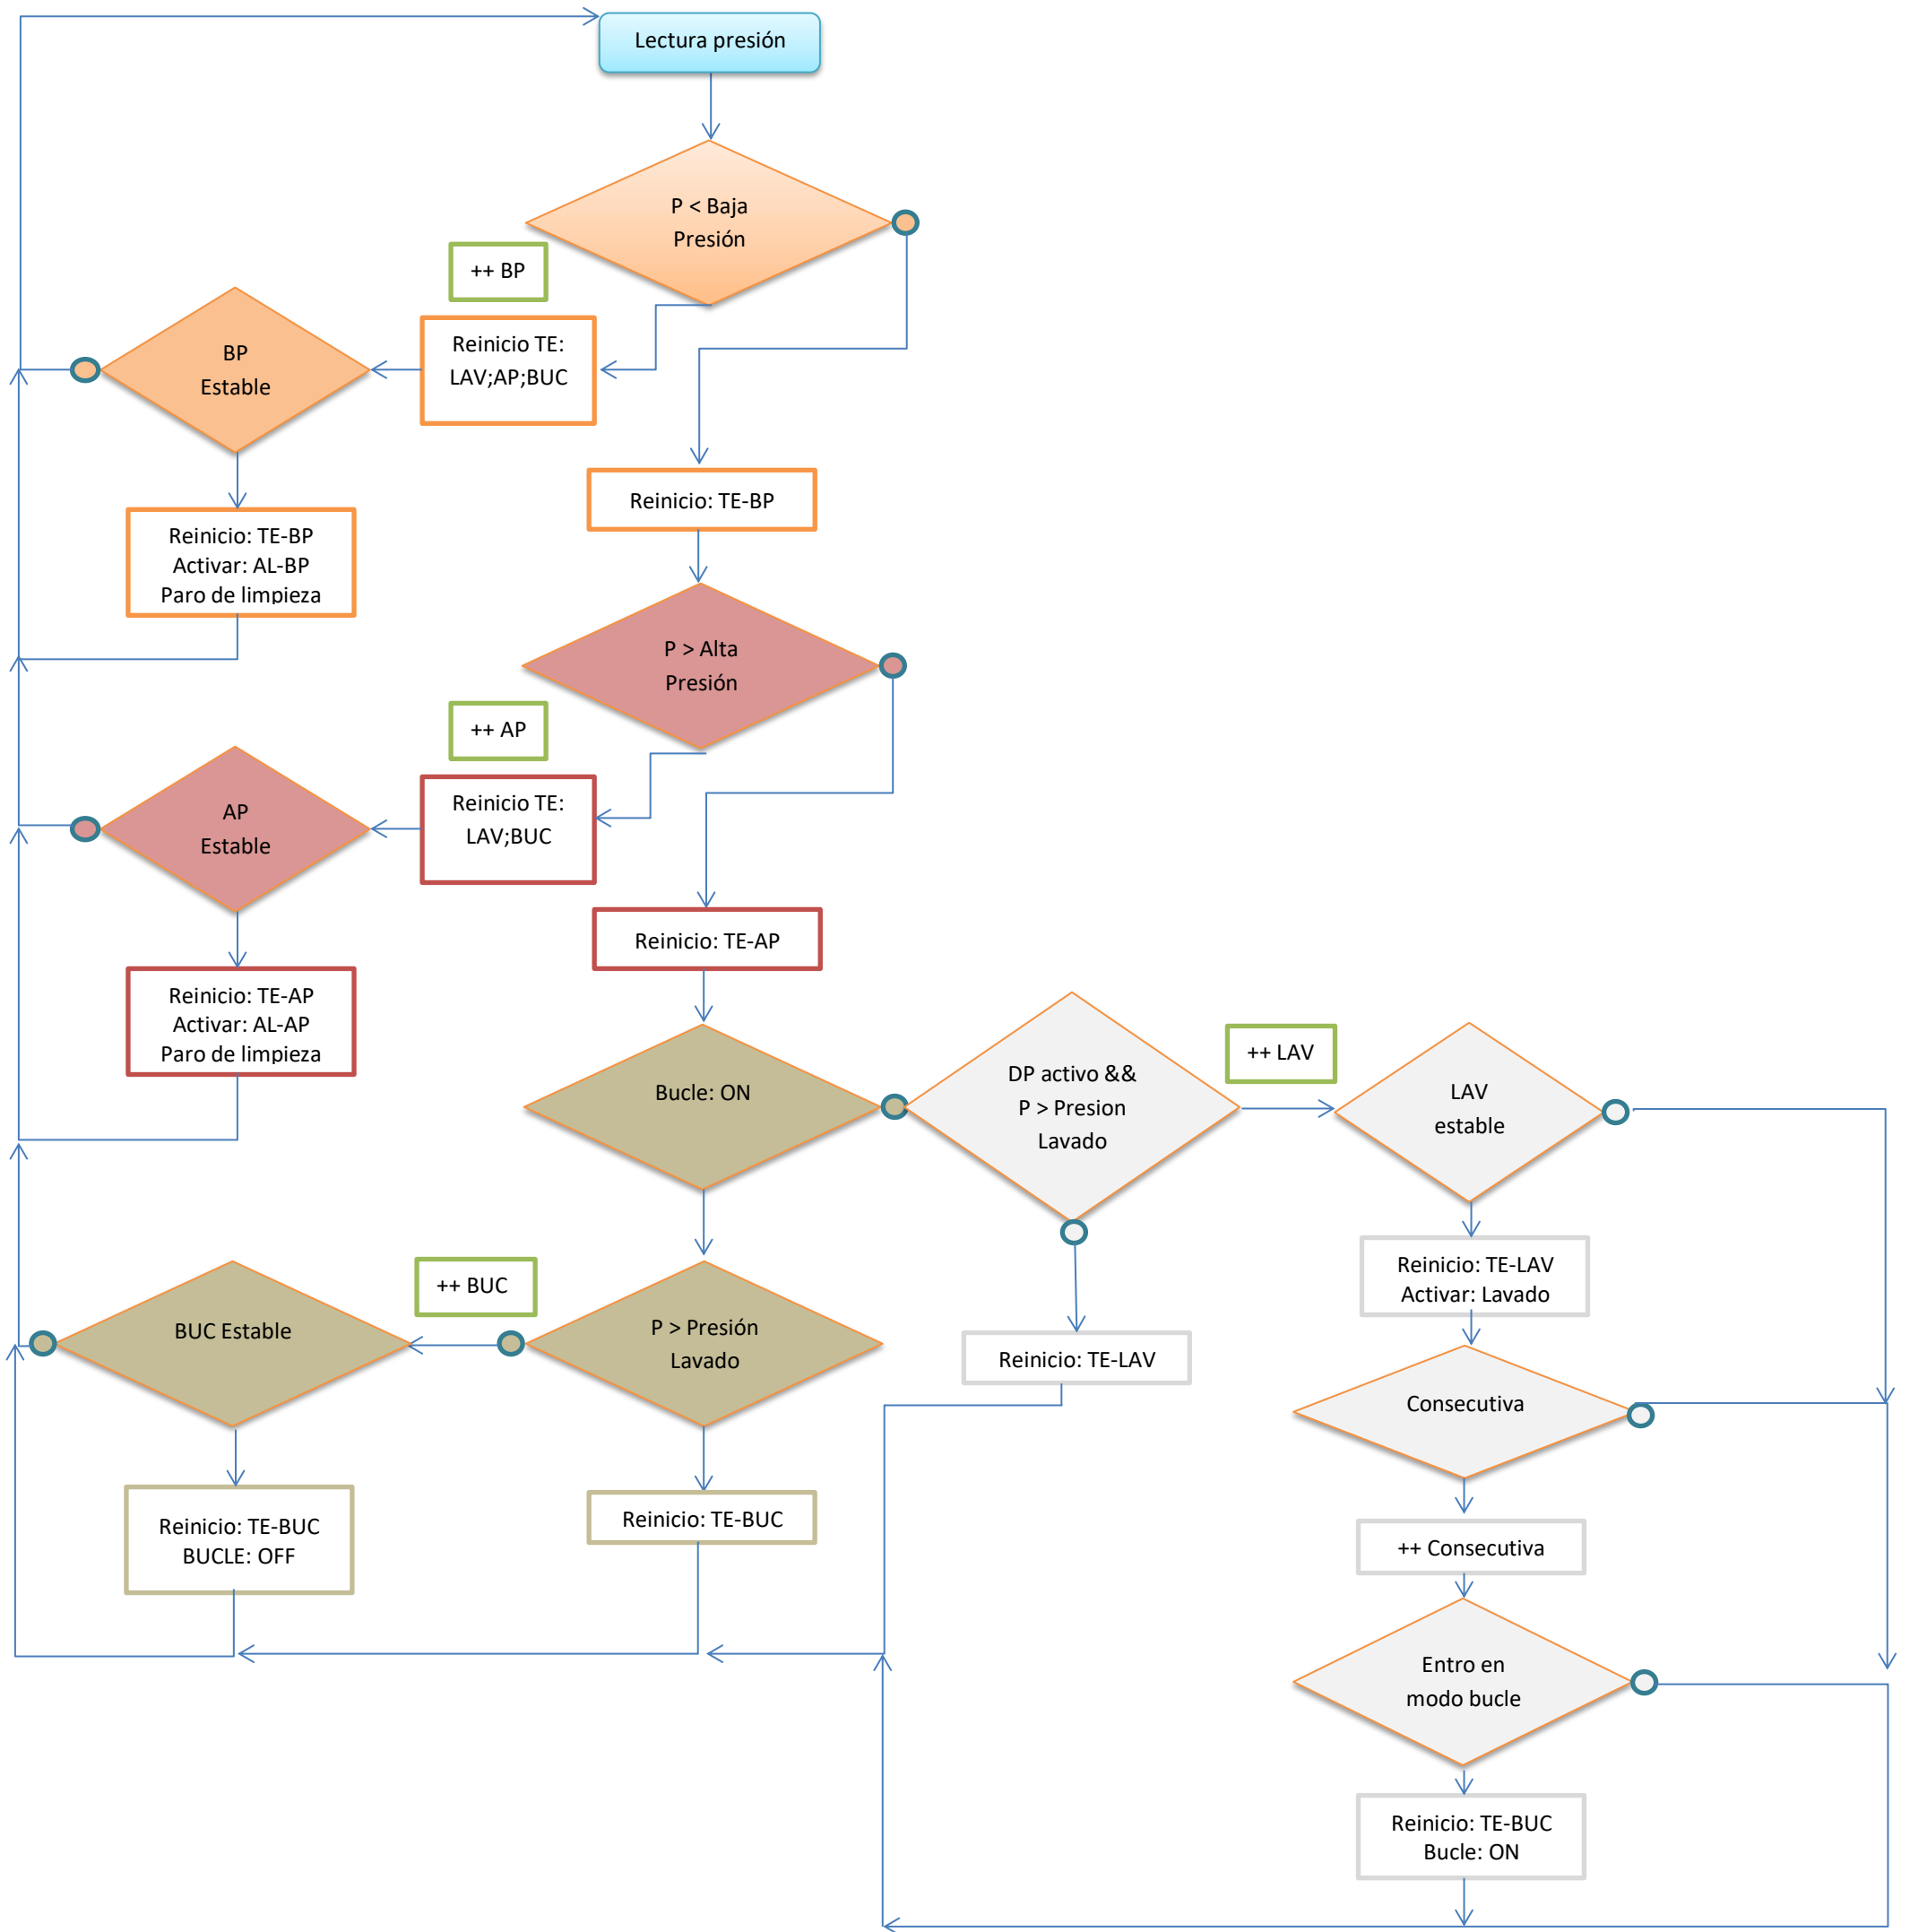 Lectura presión
P < Baja
Presión
++ BP
BP
Estable
Reinicio TE:
LAV;AP;BUC
Reinicio: TE-BP
Reinicio: TE-BP
Activar: AL-BP
Paro de limpieza
P > Alta
Presión
++ AP
AP
Estable
Reinicio TE:
LAV;BUC
Reinicio: TE-AP
Reinicio: TE-AP
Activar: AL-AP
Paro de limpieza
Bucle: ON
DP activo &&
P > Presion
Lavado
++ LAV
LAV
estable
Reinicio: TE-LAV
Activar: Lavado
BUC Estable
++ BUC
P > Presión
Lavado
Reinicio: TE-LAV
Consecutiva
Reinicio: TE-BUC
BUCLE: OFF
Reinicio: TE-BUC
++ Consecutiva
Entro en
modo bucle
Reinicio: TE-BUC
Bucle: ON